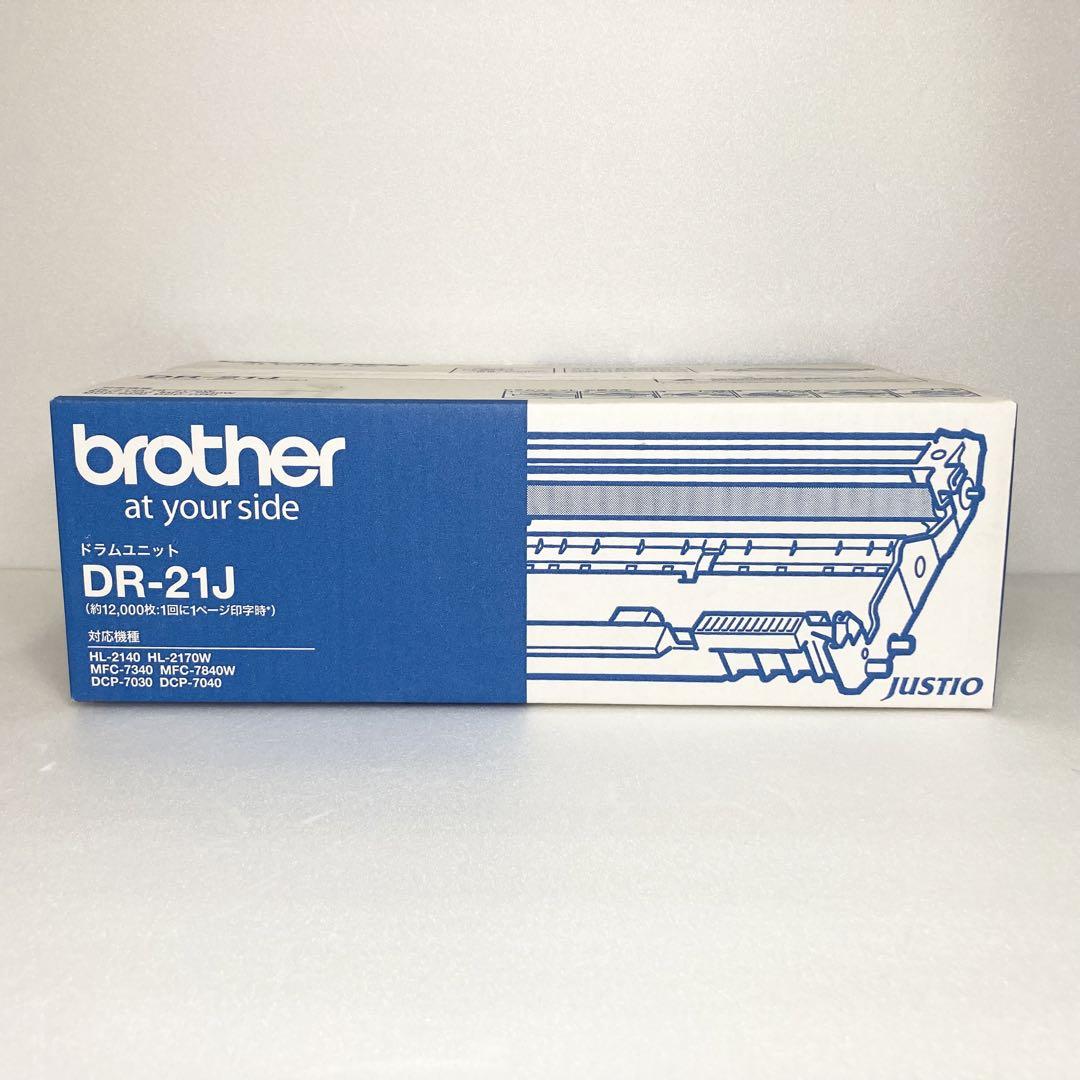 DR-21J
brother
at your side
ドラムユニット
DR-21J
(約12,000枚:1回に1ページ印字時*)
対応機種
HL-2140 HL-2170W
MFC-7340 MFC-7840W
DCP-7030 DCP-7040
JUSTIO